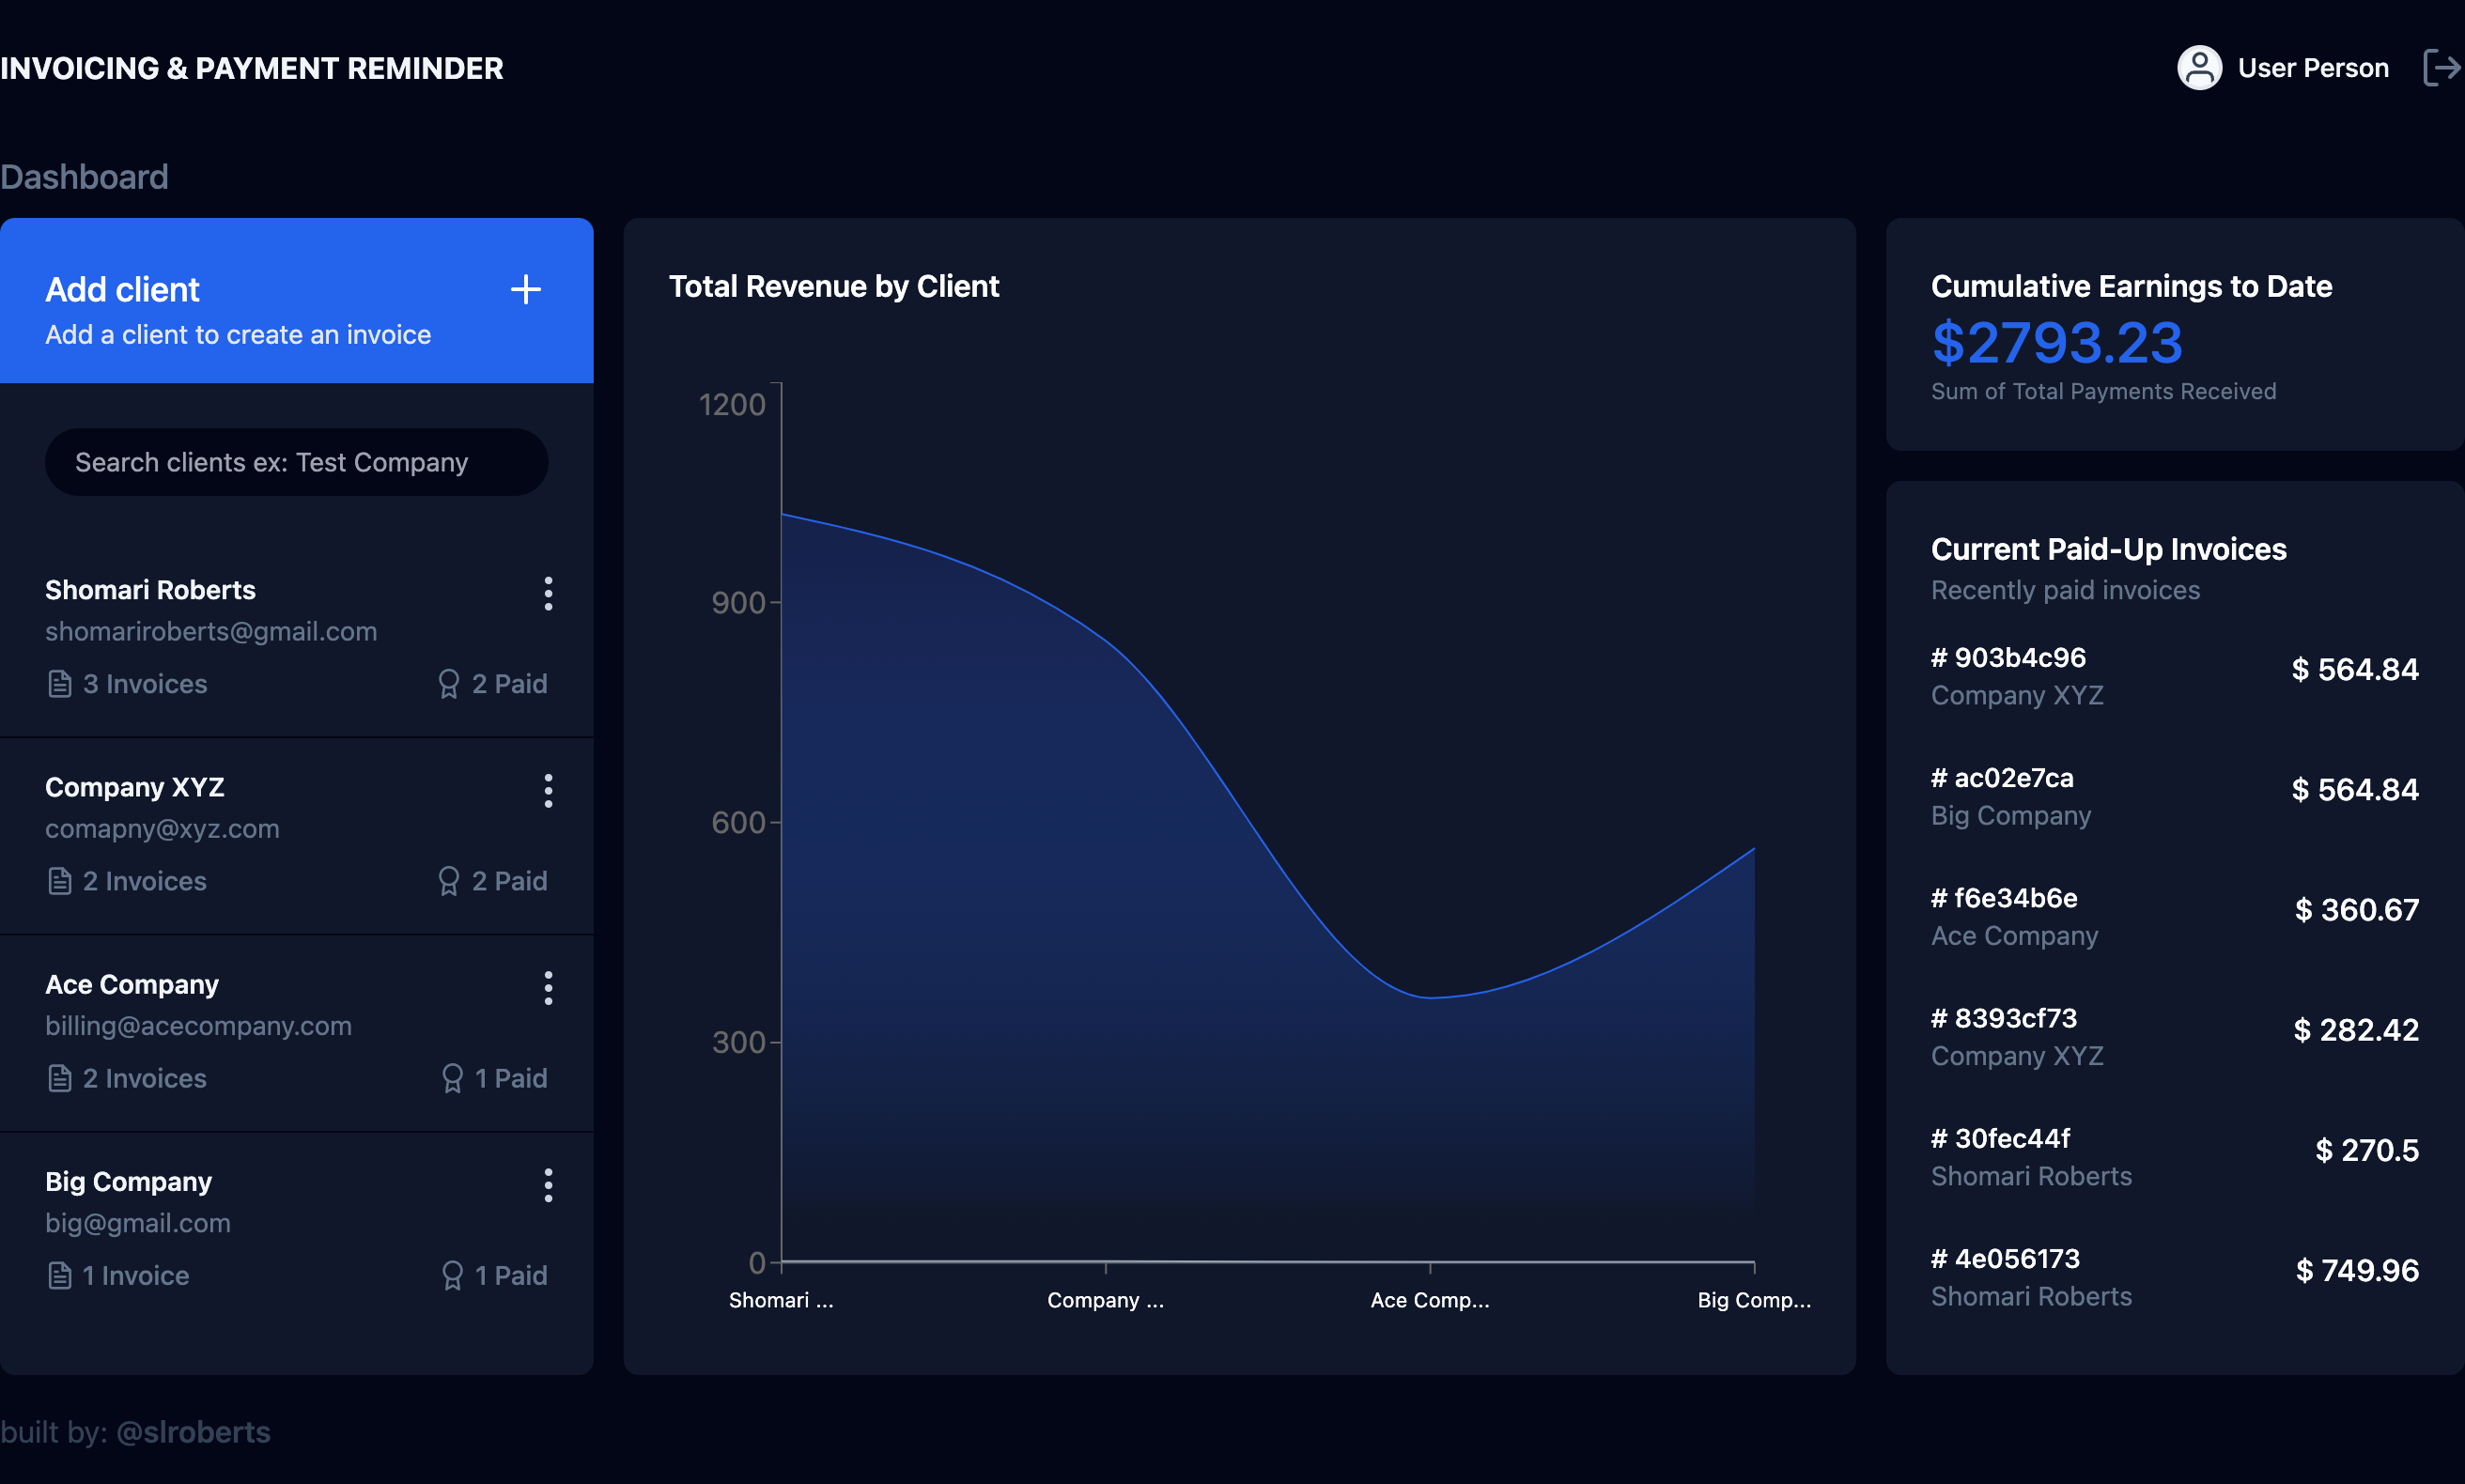 INVOICING & PAYMENT REMINDER
User Person
Dashboard
Add client
Add a client to create an invoice
Search clients ex: Test Company
Shomari Roberts
shomariroberts@gmail.com
3 Invoices
2 Paid
Company XYZ
comapny@xyz.com
2 Invoices
2 Paid
Ace Company
billing@acecompany.com
2 Invoices
1 Paid
Big Company
big@gmail.com
1 Invoice
1 Paid
Total Revenue by Client
1200
900
600
300
0
Shomari ...
Company ...
Ace Comp...
Big Comp...
Cumulative Earnings to Date
$2793.23
Sum of Total Payments Received
Current Paid-Up Invoices
Recently paid invoices
# 903b4c96
Company XYZ
$ 564.84
# ac02e7ca
Big Company
$ 564.84
# f6e34b6e
Ace Company
$ 360.67
# 8393cf73
Company XYZ
$ 282.42
# 30fec44f
Shomari Roberts
$ 270.5
# 4e056173
Shomari Roberts
$ 749.96
built by: @slroberts